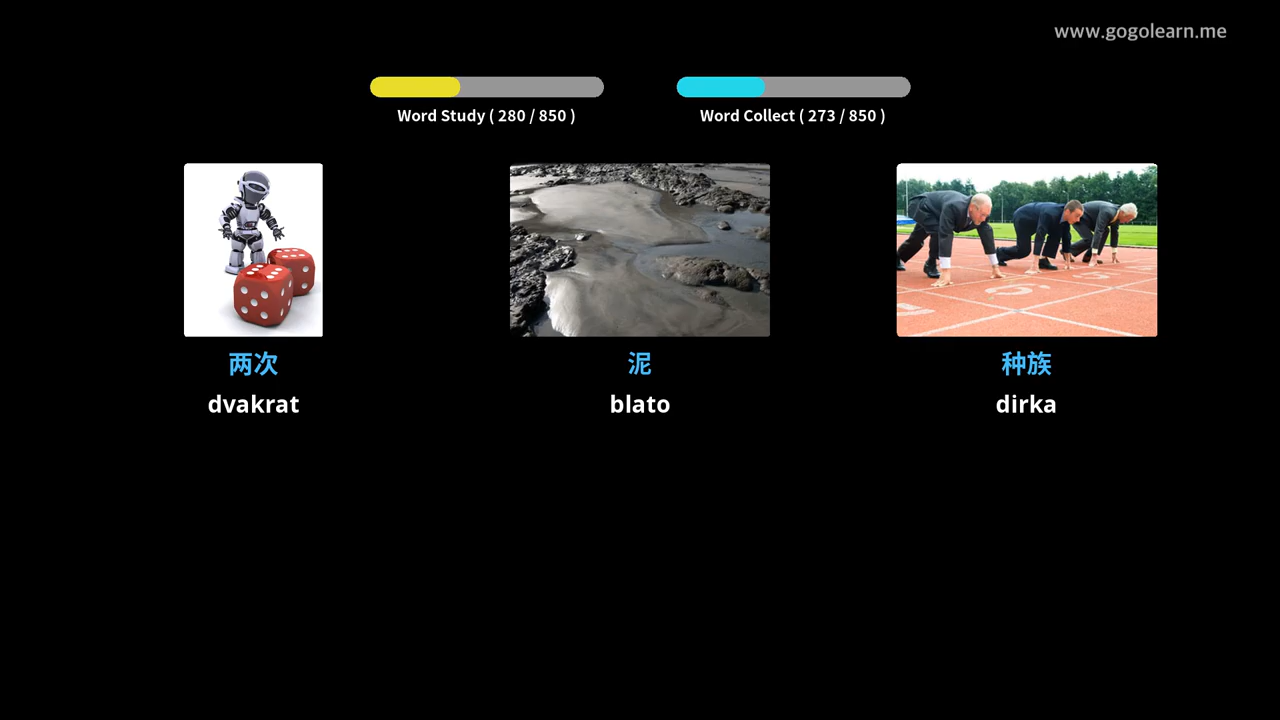 www.gogolearn.me
Word Study ( 280 / 850 )
Word Collect ( 273 / 850 )
两次
泥
种族
dvakrat
blato
dirka